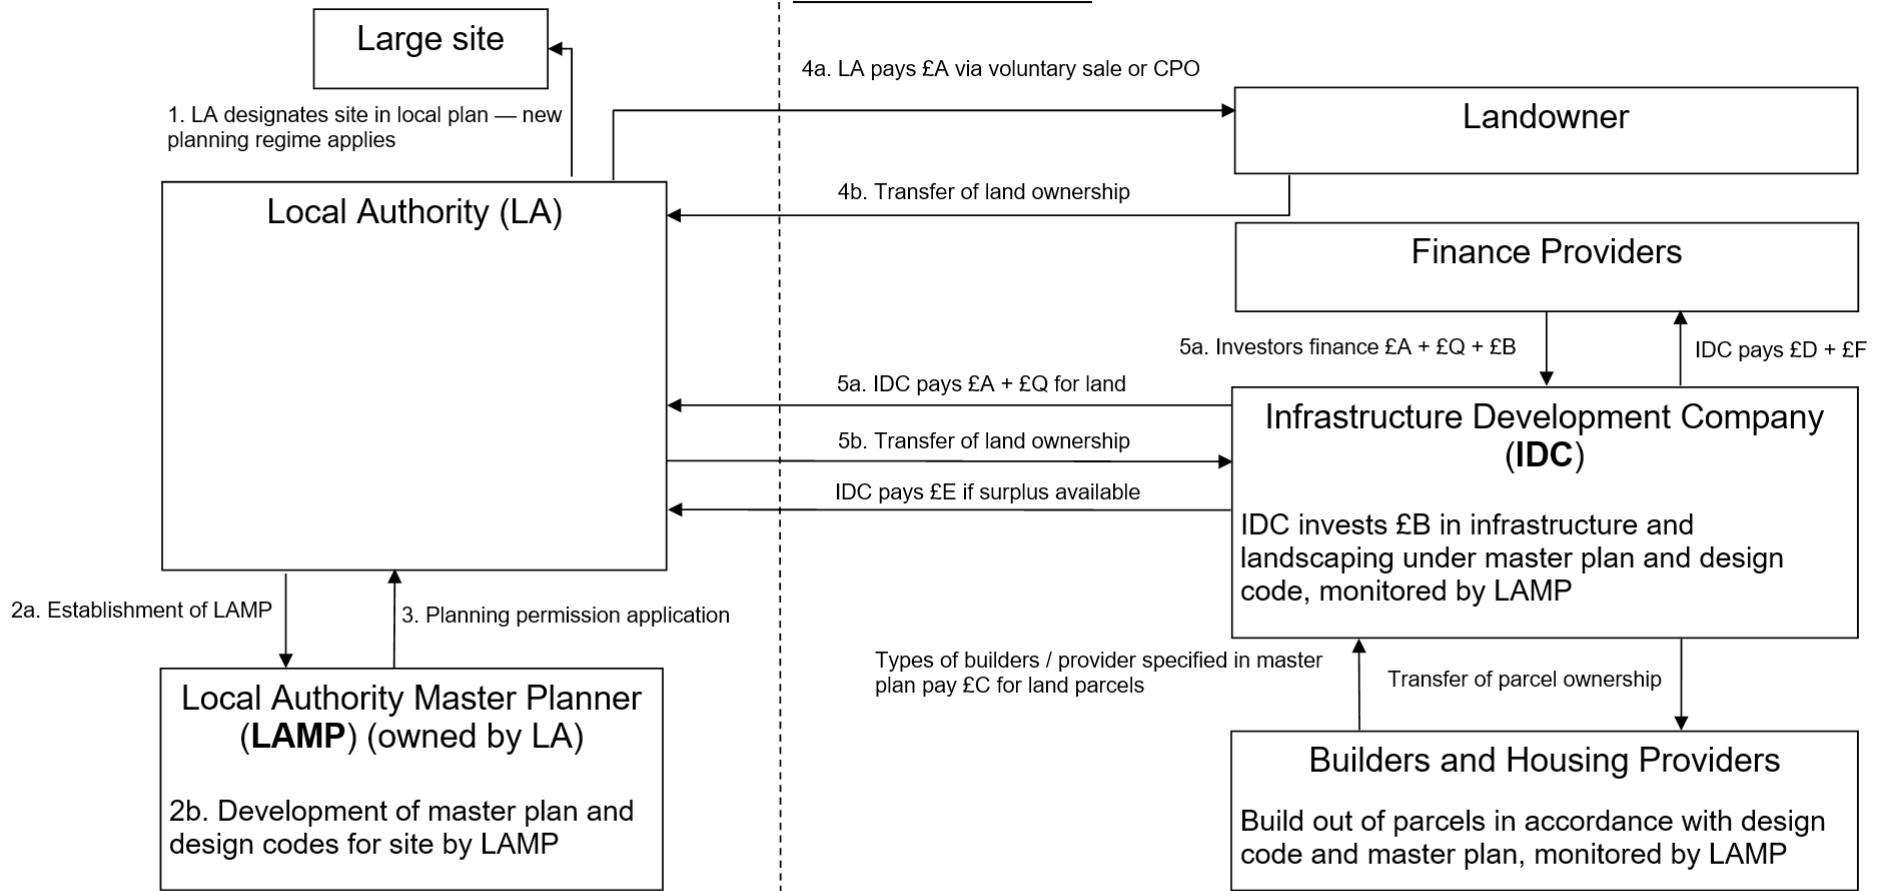 Large site
1. LA designates site in local plan — new
planning regime applies
4a. LA pays £A via voluntary sale or CPO
Landowner
Local Authority (LA)
4b. Transfer of land ownership
Finance Providers
5a. Investors finance £A + £Q + £B
IDC pays £D + £F
5a. IDC pays £A + £Q for land
5b. Transfer of land ownership
IDC pays £E if surplus available
Infrastructure Development Company
(IDC)
IDC invests £B in infrastructure and
landscaping under master plan and design
code, monitored by LAMP
2a. Establishment of LAMP
3. Planning permission application
Types of builders / provider specified in master
plan pay £C for land parcels
Transfer of parcel ownership
Local Authority Master Planner
(LAMP) (owned by LA)
2b. Development of master plan and
design codes for site by LAMP
Builders and Housing Providers
Build out of parcels in accordance with design
code and master plan, monitored by LAMP